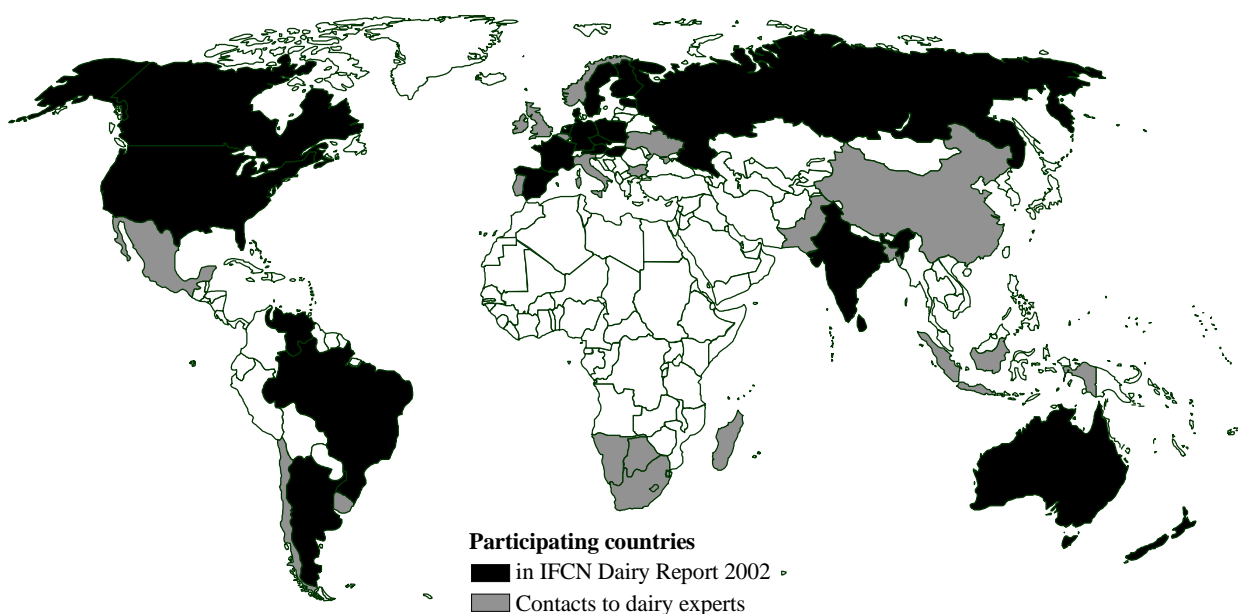 Participating countries
in IFCN Dairy Report 2002
Contacts to dairy experts